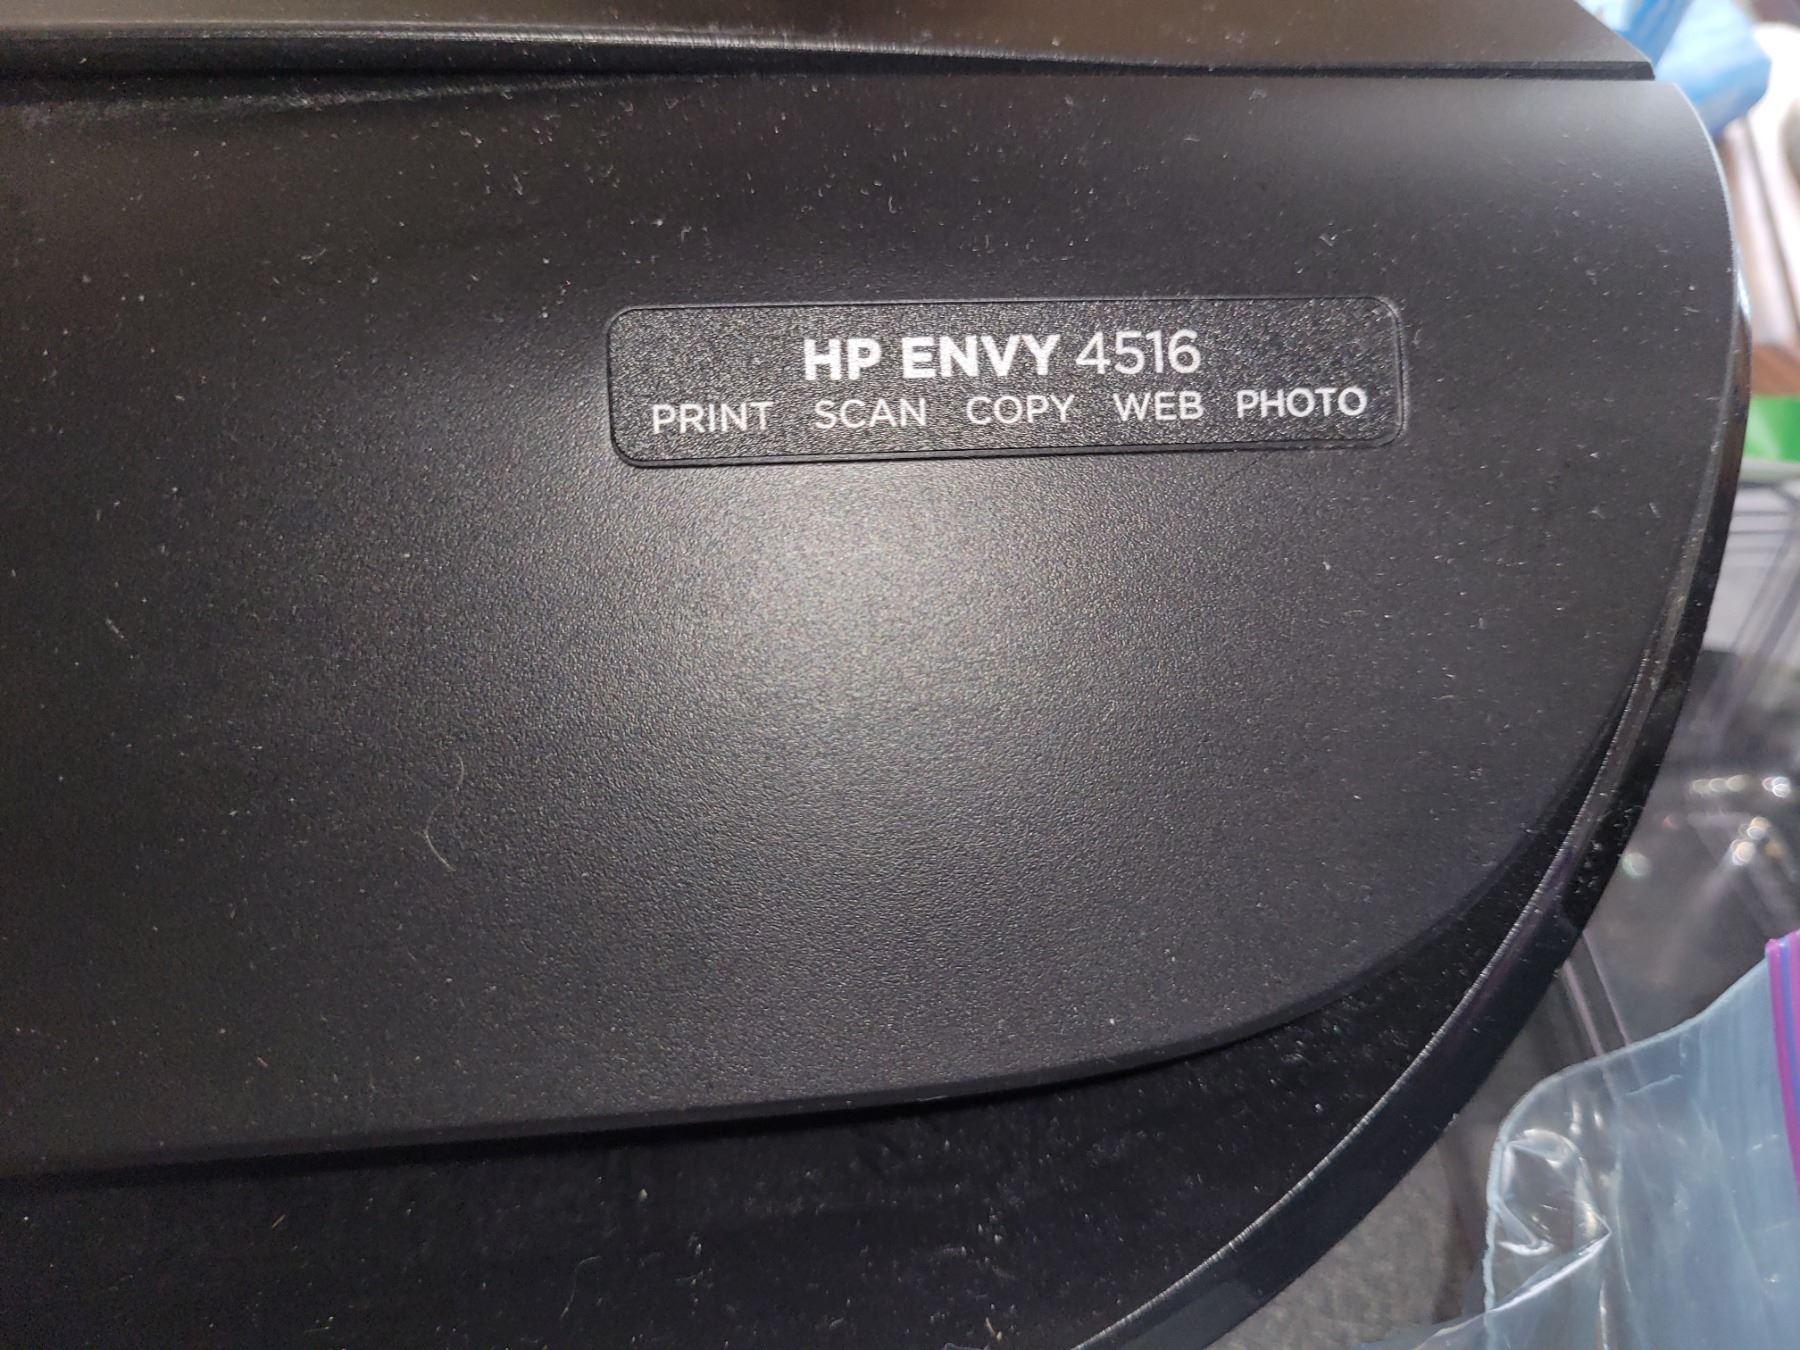 HP ENVY 4516
PRINT SCAN COPY WEB PHOTO